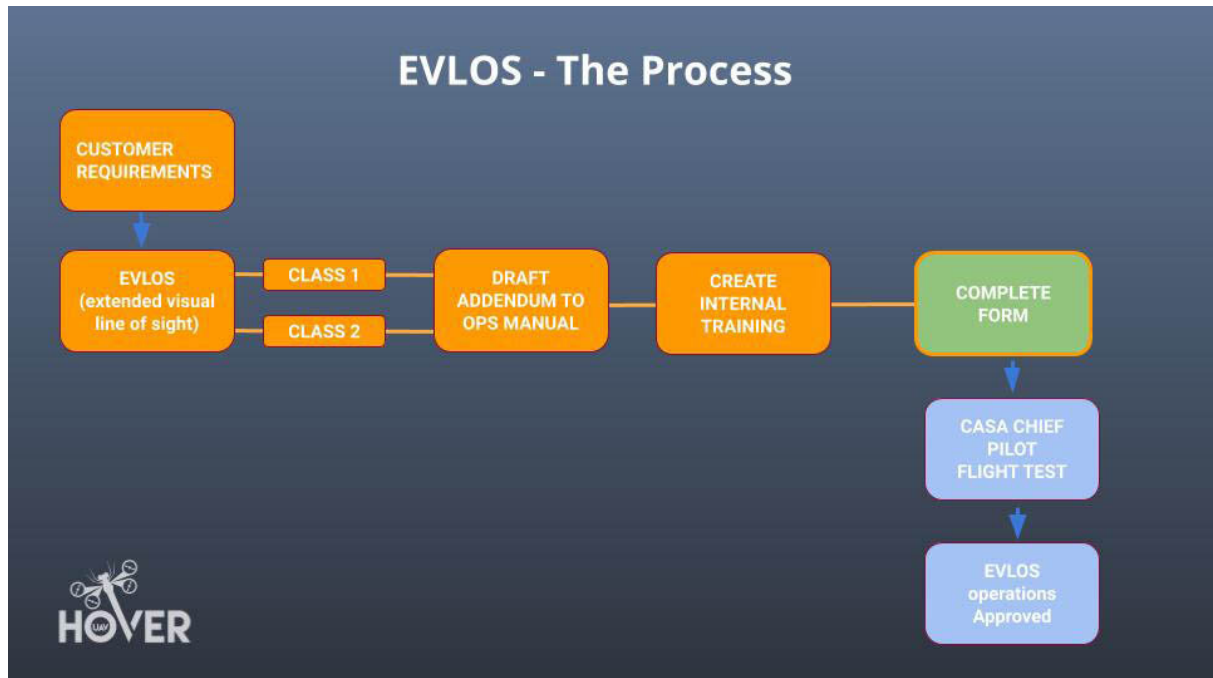 EVLOS - The Process
CUSTOMER
REQUIREMENTS
EVLOS
(extended visual
line of sight)
CLASS 1
CLASS 2
DRAFT
ADDENDUM TO
OPS MANUAL
CREATE
INTERNAL
TRAINING
COMPLETE
FORM
CASA CHIEF
PILOT
FLIGHT TEST
EVLOS
operations
Approved
HOVER
UAV